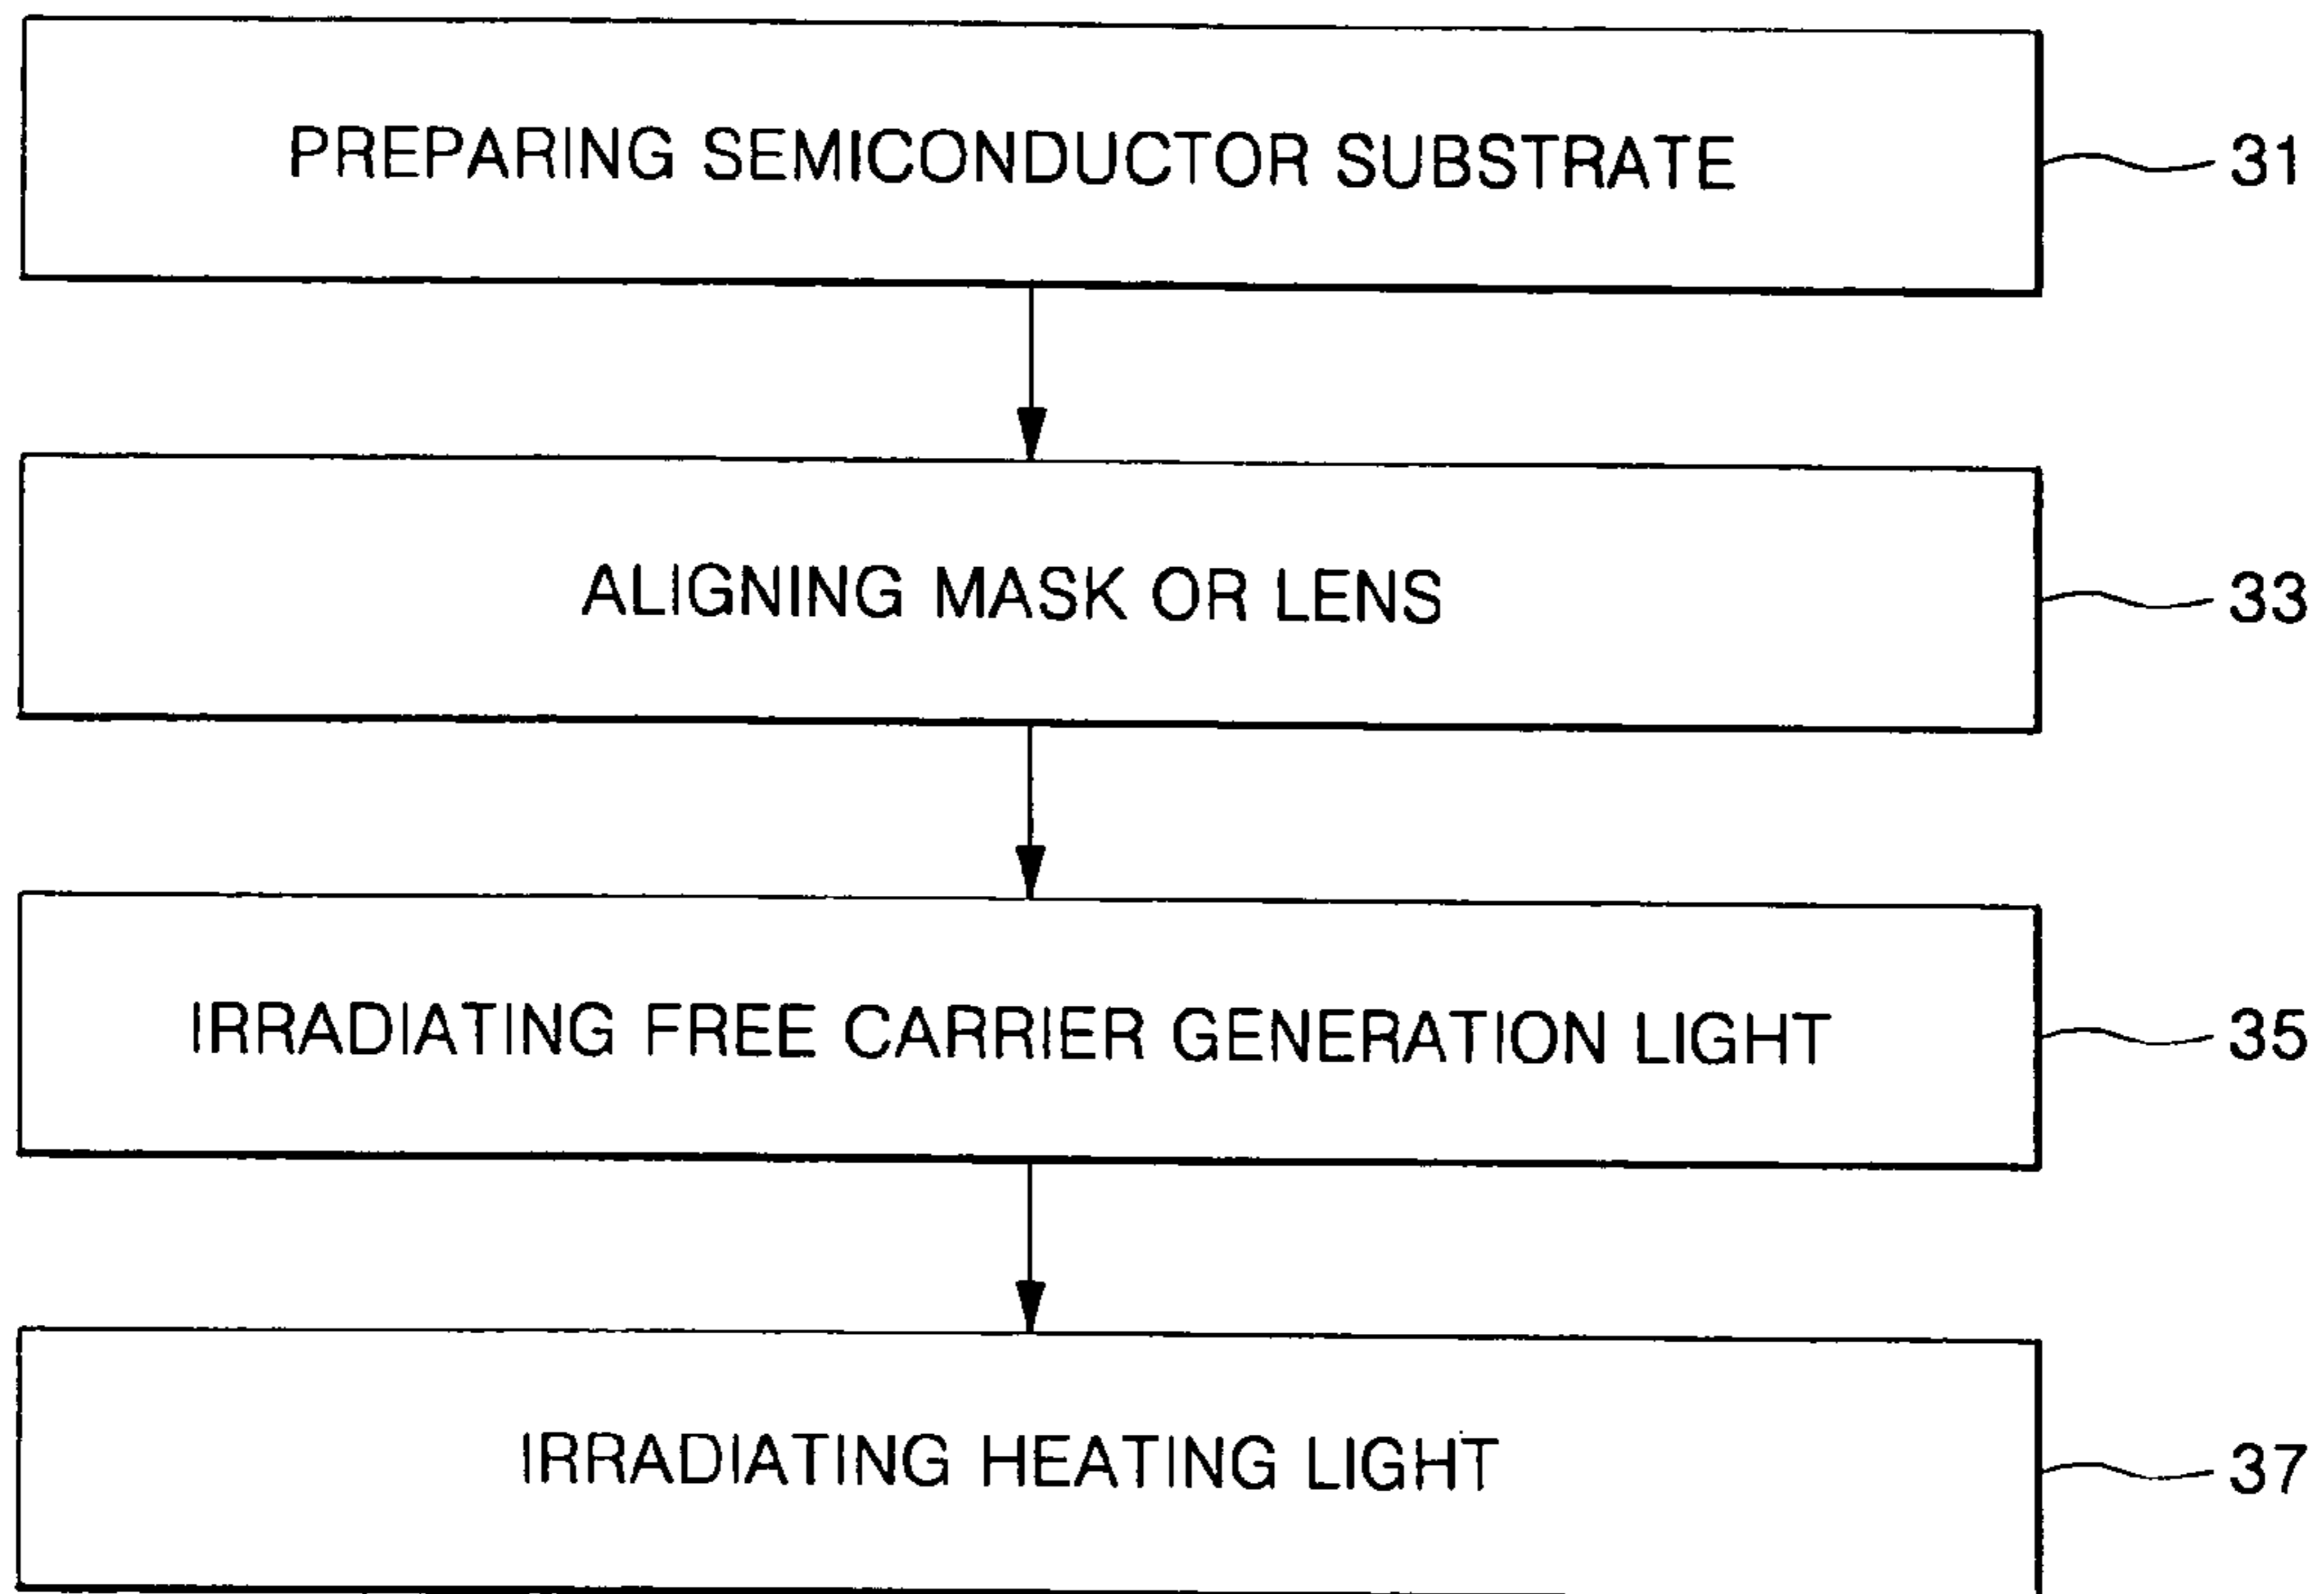 PREPARING SEMICONDUCTOR SUBSTRATE 31
ALIGNING MASK OR LENS 33
IRRADIATING FREE CARRIER GENERATION LIGHT 35
IRRADIATING HEATING LIGHT 37